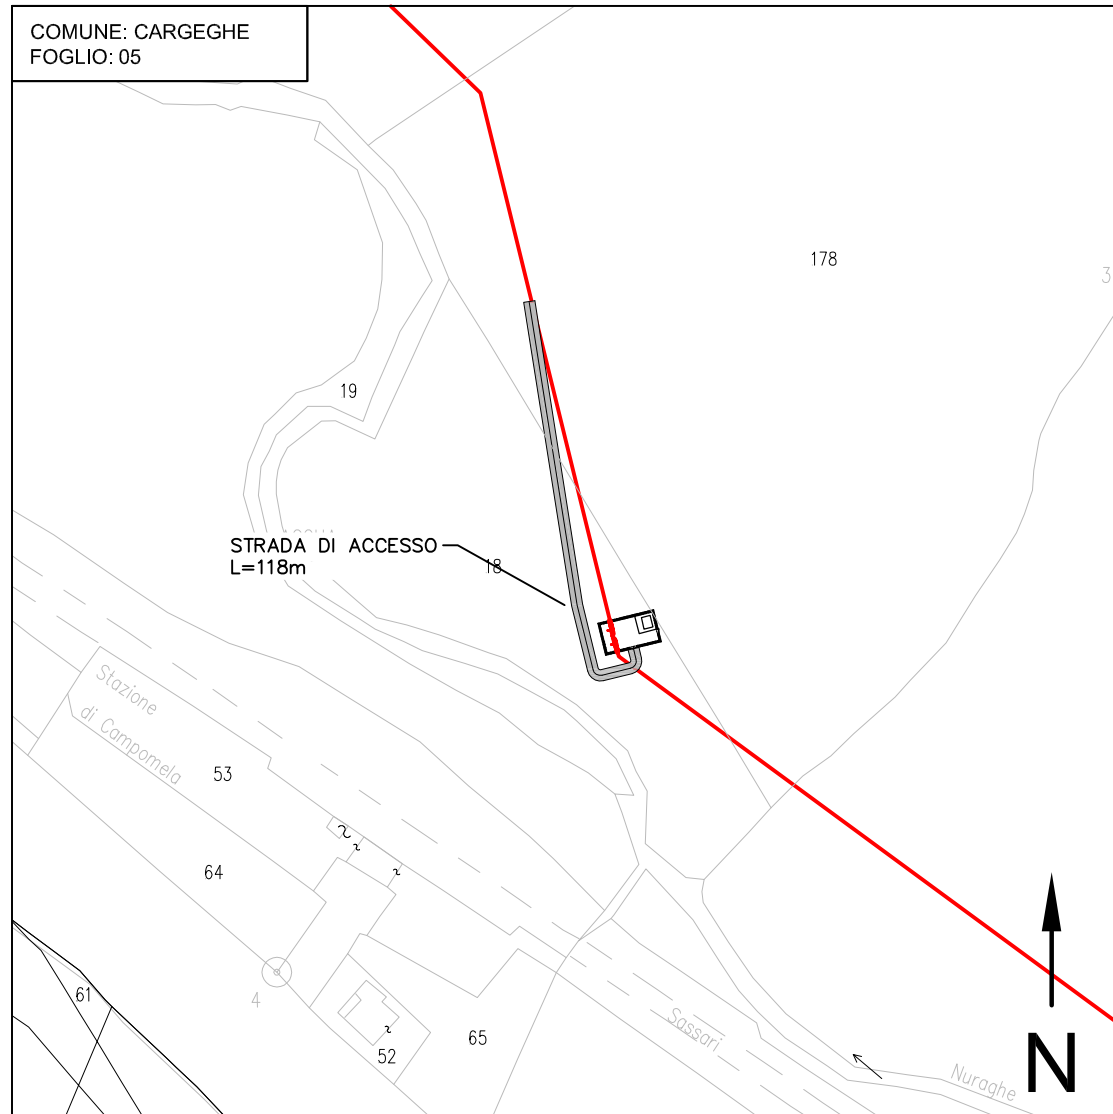 COMUNE: CARGEGHE
FOGLIO: 05
178
3
19
STRADA DI ACCESSO
L=118m
18
Stazione
di Campomela
53
64
61
4
52
65
Sassari
Nuraghe
N